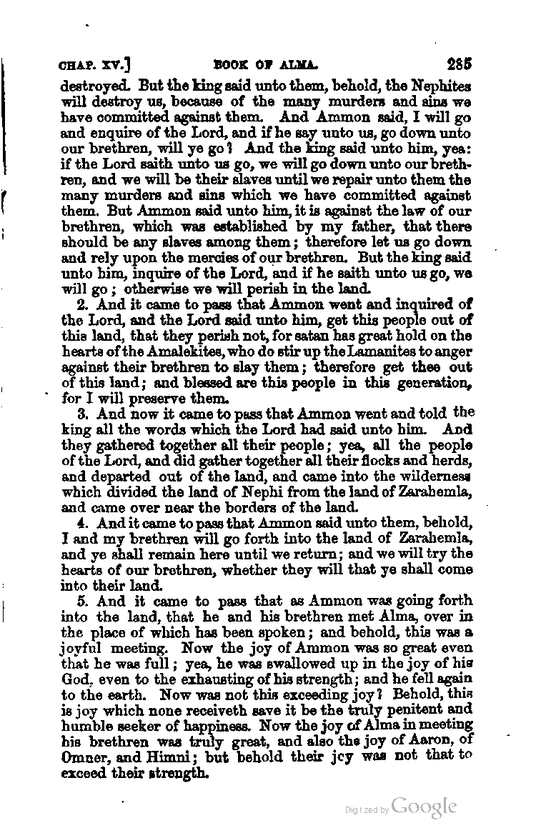 CHAP. XV.] BOOK OF ALMA. 285
destroyed. But the king said unto them, behold, the Nephites
will destroy us, because of the many murders and sins we
have committed against them. And Ammon said, I will go
and enquire of the Lord, and if he say unto us, go down unto
our brethren, will ye go? And the king said unto him, yea:
if the Lord saith unto us go, we will go down unto our breth-
ren, and we will be their slaves until we repair unto them the
many murders and sins which we have committed against
them. But Ammon said unto him, it is against the law of our
brethren, which was established by my father, that there
should be any slaves among them; therefore let us go down
and rely upon the mercies of our brethren. But the king said
unto him, inquire of the Lord, and if he saith unto us go, we
will go; otherwise we will perish in the land.
2. And it came to pass that Ammon went and inquired of
the Lord, and the Lord said unto him, get this people out of
this land, that they perish not, for satan has great hold on the
hearts of the Amalekites, who do stir up the Lamanites to anger
against their brethren to slay them; therefore get thee out
of this land; and blessed are this people in this generation,
for I will preserve them.
3. And now it came to pass that Ammon went and told the
king all the words which the Lord had said unto him. And
they gathered together all their people; yea, all the people
of the Lord, and did gather together all their flocks and herds,
and departed out of the land, and came into the wilderness
which divided the land of Nephi from the land of Zarahemla,
and came over near the borders of the land.
4. And it came to pass that Ammon said unto them, behold,
I and my brethren will go forth into the land of Zarahemla,
and ye shall remain here until we return; and we will try the
hearts of our brethren, whether they will that ye shall come
into their land.
5. And it came to pass that as Ammon was going forth
into the land, that he and his brethren met Alma, over in
the place of which has been spoken; and behold, this was a
joyful meeting. Now the joy of Ammon was so great even
that he was full; yea, he was swallowed up in the joy of his
God, even to the exhausting of his strength; and he fell again
to the earth. Now was not this exceeding joy? Behold, this
is joy which none receiveth save it be the truly penitent and
humble seeker of happiness. Now the joy of Alma in meeting
his brethren was truly great, and also the joy of Aaron, of
Omner, and Himni; but behold their joy was not that to
exceed their strength.
Digitized by Google